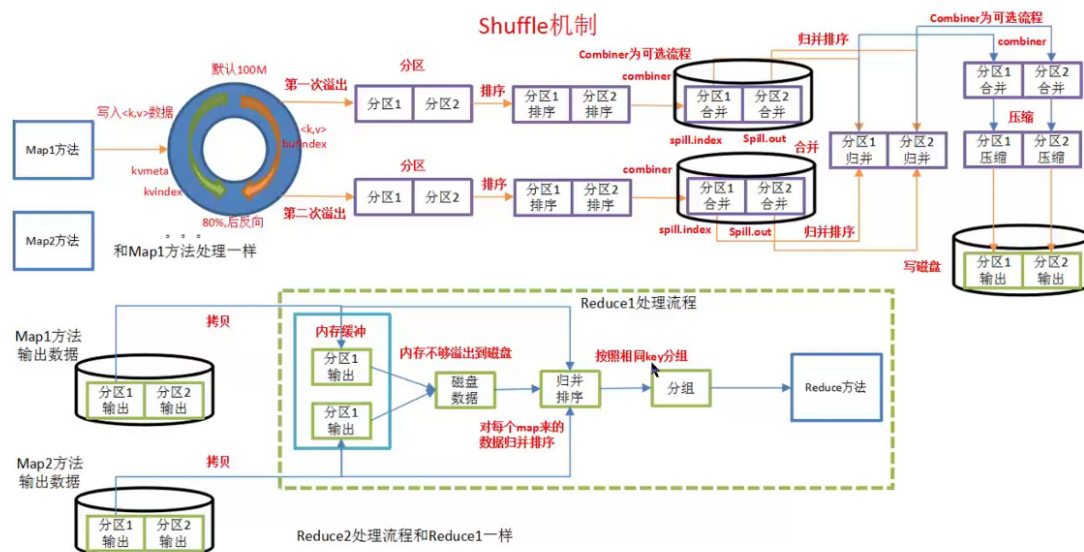 Shuffle机制
默认100M
写入<k,v>数据
Map1方法
kvmeta
kvindex
<k,v>
bufindex
80%,后反向
Map2方法
。。。
和Map1方法处理一样
第一次溢出
分区
分区1 分区2
排序
分区1 分区2
排序 排序
combiner
Combiner为可选流程
分区1 分区2
合并 合并
spill.index Spill.out
归并排序
第二次溢出
分区
分区1 分区2
排序
分区1 分区2
排序 排序
combiner
合并
分区1 分区2
合并 合并
spill.index Spill.out
归并排序
分区1 分区2
归并 归并
Combiner为可选流程
combiner
分区1 分区2
合并 合并
压缩
分区1 分区2
压缩 压缩
写磁盘
分区1 分区2
输出 输出
Reduce1处理流程
Map1方法
输出数据
分区1 分区2
输出 输出
拷贝
内存缓冲
分区1
输出
分区1
输出
内存不够溢出到磁盘
磁盘
数据
归并
排序
对每个map来的
数据归并排序
按照相同key分组
分组
Reduce方法
Map2方法
输出数据
分区1 分区2
输出 输出
拷贝
Reduce2处理流程和Reduce1一样